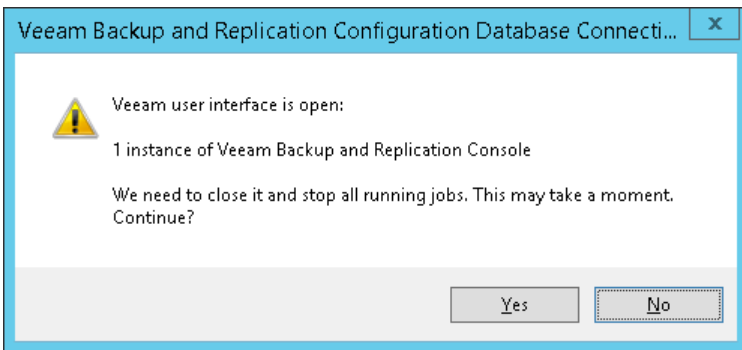 Veeam Backup and Replication Configuration Database Connecti...
x
Veeam user interface is open:
1 instance of Veeam Backup and Replication Console
We need to close it and stop all running jobs. This may take a moment.
Continue?
Yes
No